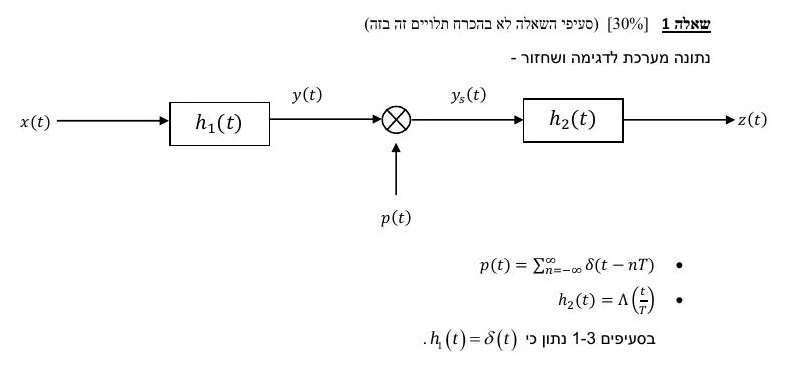 שאלה 1 [30%] (סעיפי השאלה לא בהכרח תלויים זה בזה)
נתונה מערכת לדגימה ושחזור -
x(t) h₁(t) y(t) yₛ(t) h₂(t) z(t)
p(t)
• p(t) = ∑_{n=-∞}^{∞} δ(t − nT)
• h₂(t) = Λ(t/T)
בסעיפים 1-3 נתון כי h₁(t) = δ(t).